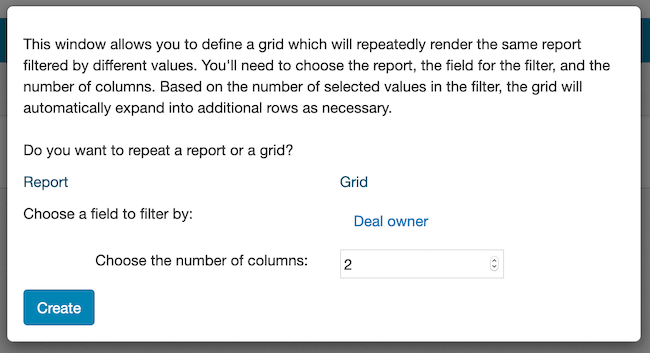 This window allows you to define a grid which will repeatedly render the same report
filtered by different values. You'll need to choose the report, the field for the filter, and the
number of columns. Based on the number of selected values in the filter, the grid will
automatically expand into additional rows as necessary.
Do you want to repeat a report or a grid?
Report Grid
Choose a field to filter by: Deal owner
Choose the number of columns: 2
Create